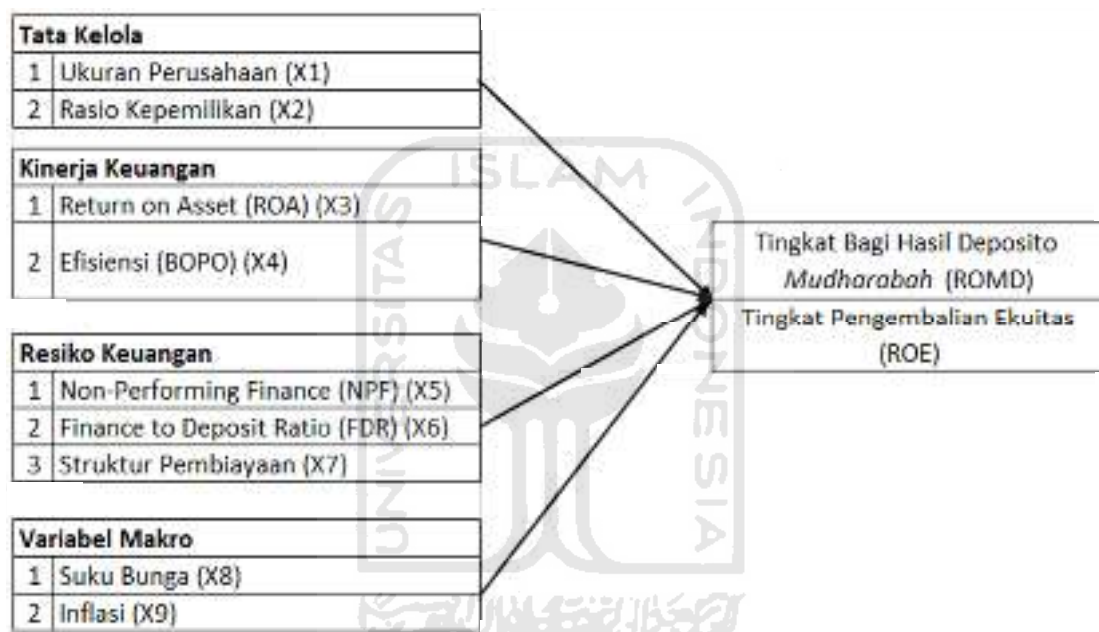 Tata Kelola
1 Ukuran Perusahaan (X1)
2 Rasio Kepemilikan (X2)
Kinerja Keuangan
1 Return on Asset (ROA) (X3)
2 Efisiensi (BOPO) (X4)
Resiko Keuangan
1 Non-Performing Finance (NPF) (X5)
2 Finance to Deposit Ratio (FDR) (X6)
3 Struktur Pembiayaan (X7)
Variabel Makro
1 Suku Bunga (X8)
2 Inflasi (X9)
Tingkat Bagi Hasil Deposito
Mudharabah (ROMD)
Tingkat Pengembalian Ekuitas
(ROE)
ISLAM
UNIVERSITAS
INDONESIA